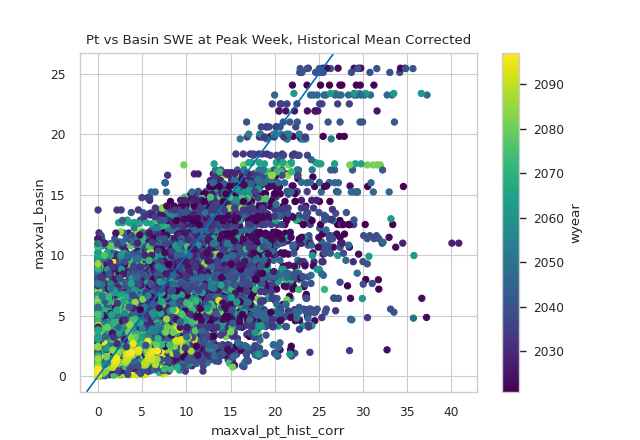 Pt vs Basin SWE at Peak Week, Historical Mean Corrected
25
20
15
10
5
0
maxval_basin
0 5 10 15 20 25 30 35 40
maxval_pt_hist_corr
2090
2080
2070
2060
2050
2040
2030
wyear